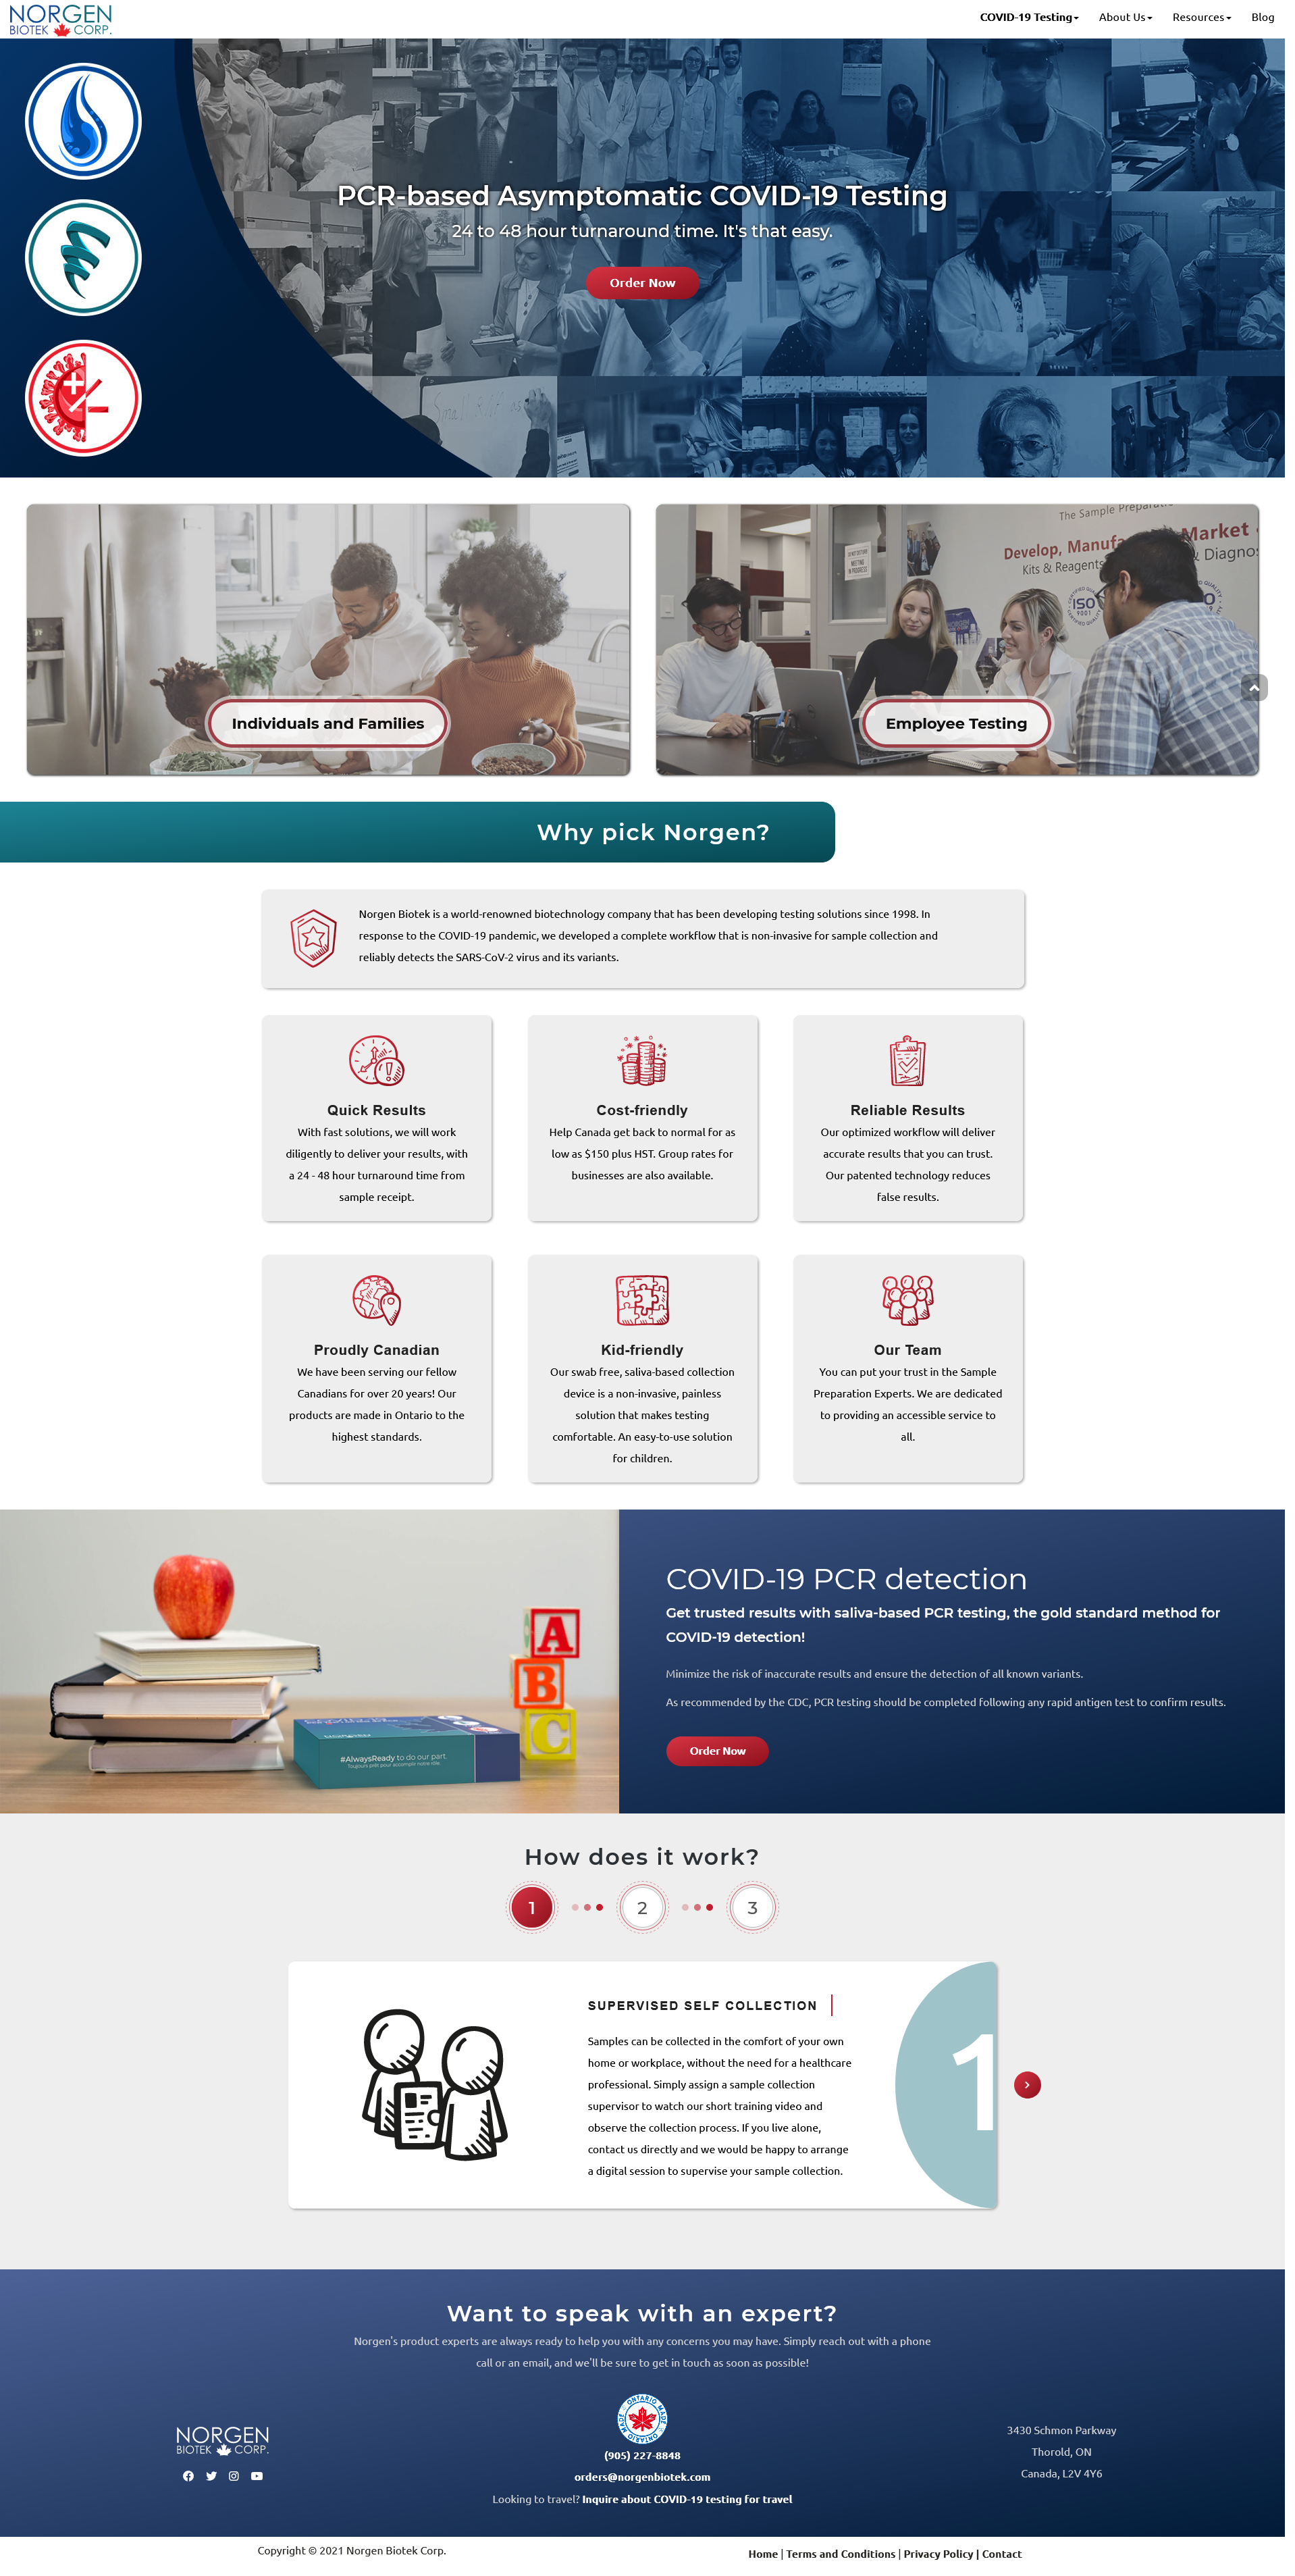 NORGEN
BIOTEK CORP.
COVID-19 Testing
About Us
Resources
Blog
PCR-based Asymptomatic COVID-19 Testing
24 to 48 hour turnaround time. It's that easy.
Order Now
Individuals and Families
The Sample Preparation
Develop, Manufac Market
Kits & Reagents & Diagnos
ISO
9001
Employee Testing
Why pick Norgen?
Norgen Biotek is a world-renowned biotechnology company that has been developing testing solutions since 1998. In
response to the COVID-19 pandemic, we developed a complete workflow that is non-invasive for sample collection and
reliably detects the SARS-CoV-2 virus and its variants.
Quick Results
With fast solutions, we will work
diligently to deliver your results, with
a 24 - 48 hour turnaround time from
sample receipt.
Cost-friendly
Help Canada get back to normal for as
low as $150 plus HST. Group rates for
businesses are also available.
Reliable Results
Our optimized workflow will deliver
accurate results that you can trust.
Our patented technology reduces
false results.
Proudly Canadian
We have been serving our fellow
Canadians for over 20 years! Our
products are made in Ontario to the
highest standards.
Kid-friendly
Our swab free, saliva-based collection
device is a non-invasive, painless
solution that makes testing
comfortable. An easy-to-use solution
for children.
Our Team
You can put your trust in the Sample
Preparation Experts. We are dedicated
to providing an accessible service to
all.
A
B
C
#AlwaysReady to do our part.
Toujours prêt pour accomplir notre rôle.
COVID-19 PCR detection
Get trusted results with saliva-based PCR testing, the gold standard method for
COVID-19 detection!
Minimize the risk of inaccurate results and ensure the detection of all known variants.
As recommended by the CDC, PCR testing should be completed following any rapid antigen test to confirm results.
Order Now
How does it work?
1
2
3
SUPERVISED SELF COLLECTION
Samples can be collected in the comfort of your own
home or workplace, without the need for a healthcare
professional. Simply assign a sample collection
supervisor to watch our short training video and
observe the collection process. If you live alone,
contact us directly and we would be happy to arrange
a digital session to supervise your sample collection.
1
Want to speak with an expert?
Norgen's product experts are always ready to help you with any concerns you may have. Simply reach out with a phone
call or an email, and we'll be sure to get in touch as soon as possible!
NORGEN
BIOTEK CORP.
ONTARIO MADE
ONTARIO MADE
(905) 227-8848
orders@norgenbiotek.com
Looking to travel? Inquire about COVID-19 testing for travel
3430 Schmon Parkway
Thorold, ON
Canada, L2V 4Y6
Copyright © 2021 Norgen Biotek Corp.
Home | Terms and Conditions | Privacy Policy | Contact